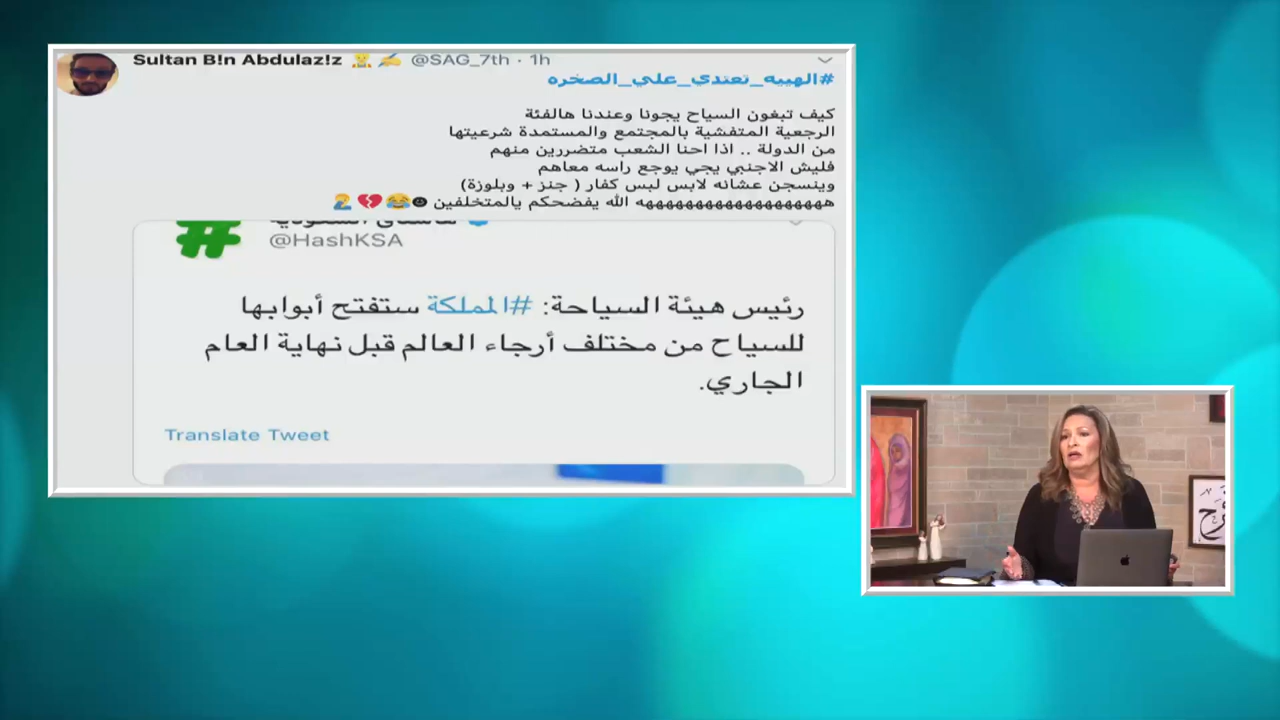 Sultan B!n Abdulaz!z 👷✍️ @SAG_7th · 1h
#الهييه_تعتدي_علي_الصخره
كيف تبغون السياح يجونا وعندنا هالفئة
الرجعية المتفشية بالمجتمع والمستمدة شرعيتها
من الدولة .. اذا احنا الشعب متضررين منهم
فليش الاجنبي يجي يوجع راسه معاهم
وينسجن عشانه لابس لبس كفار ( جنز + وبلوزة)
هههههههههههههههههههه الله يفضحكم يالمتخلفين
هاشتاق السعودية
@HashKSA
رئيس هيئة السياحة: #المملكة ستفتح أبوابها
للسياح من مختلف أرجاء العالم قبل نهاية العام
الجاري.
Translate Tweet